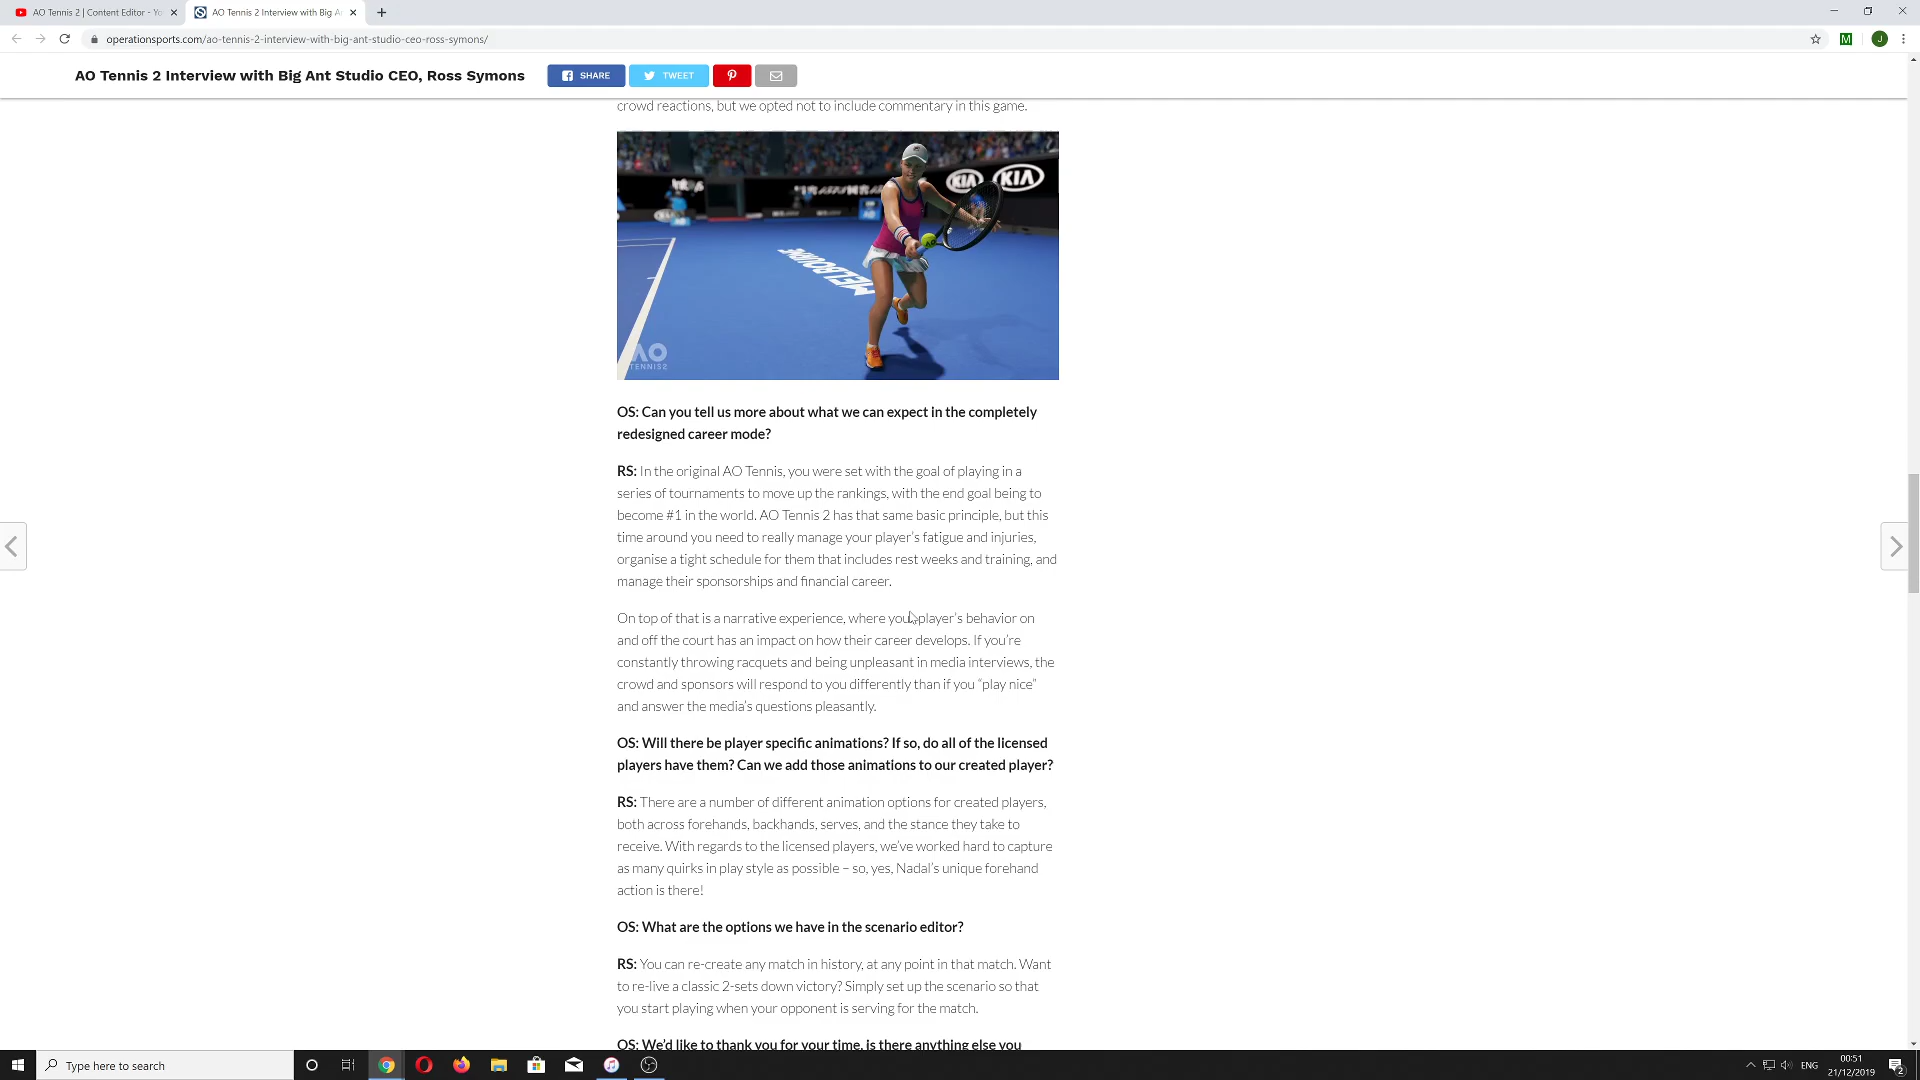 AO Tennis 2 | Content Editor - Yo
AO Tennis 2 Interview with Big A
operationsports.com/ao-tennis-2-interview-with-big-ant-studio-ceo-ross-symons/
M
J
AO Tennis 2 Interview with Big Ant Studio CEO, Ross Symons
SHARE
TWEET
crowd reactions, but we opted not to include commentary in this game.
KIA KIA
MELBOURNE
AO
TENNIS2
OS: Can you tell us more about what we can expect in the completely
redesigned career mode?
RS: In the original AO Tennis, you were set with the goal of playing in a
series of tournaments to move up the rankings, with the end goal being to
become #1 in the world. AO Tennis 2 has that same basic principle, but this
time around you need to really manage your player's fatigue and injuries,
organise a tight schedule for them that includes rest weeks and training, and
manage their sponsorships and financial career.
On top of that is a narrative experience, where your player's behavior on
and off the court has an impact on how their career develops. If you're
constantly throwing racquets and being unpleasant in media interviews, the
crowd and sponsors will respond to you differently than if you “play nice”
and answer the media's questions pleasantly.
OS: Will there be player specific animations? If so, do all of the licensed
players have them? Can we add those animations to our created player?
RS: There are a number of different animation options for created players,
both across forehands, backhands, serves, and the stance they take to
receive. With regards to the licensed players, we've worked hard to capture
as many quirks in play style as possible – so, yes, Nadal's unique forehand
action is there!
OS: What are the options we have in the scenario editor?
RS: You can re-create any match in history, at any point in that match. Want
to re-live a classic 2-sets down victory? Simply set up the scenario so that
you start playing when your opponent is serving for the match.
OS: We'd like to thank you for your time, is there anything else you
Type here to search
ENG
00:51
21/12/2019
2